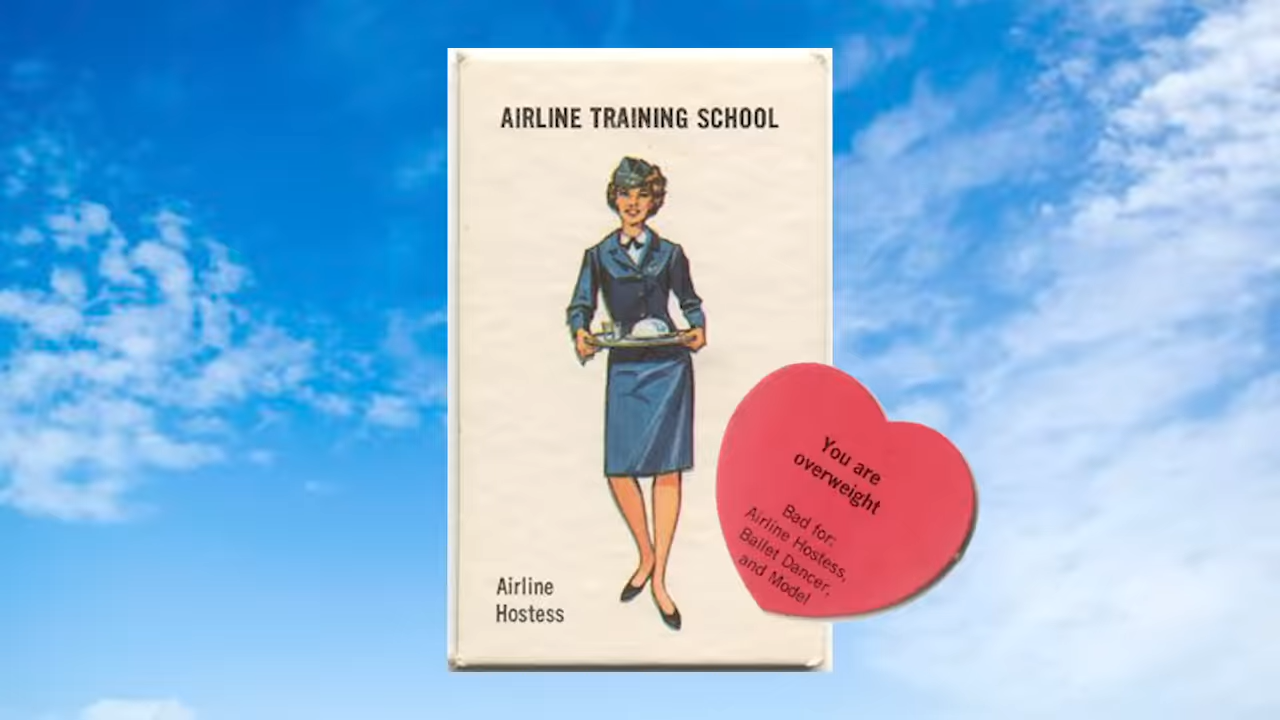 AIRLINE TRAINING SCHOOL
Airline
Hostess
You are
overweight
Bad for:
Airline Hostess,
Ballet Dancer,
and Model